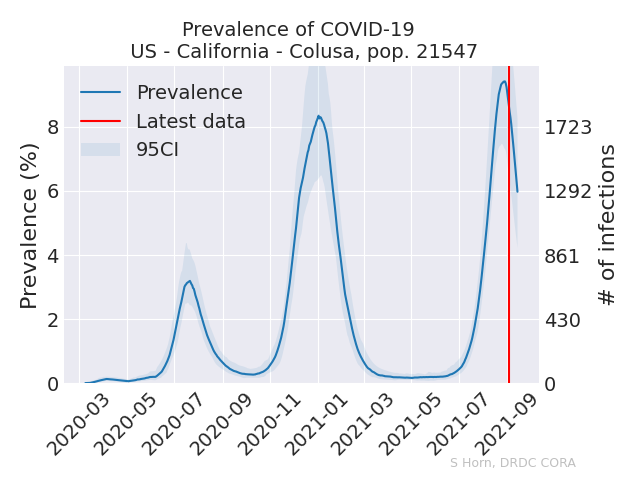 Prevalence of COVID-19
US - California - Colusa, pop. 21547
Prevalence
Latest data
95CI
Prevalence (%)
8
6
4
2
0
1723
1292
861
430
0
# of infections
2020-03
2020-05
2020-07
2020-09
2020-11
2021-01
2021-03
2021-05
2021-07
2021-09
S Horn, DRDC CORA